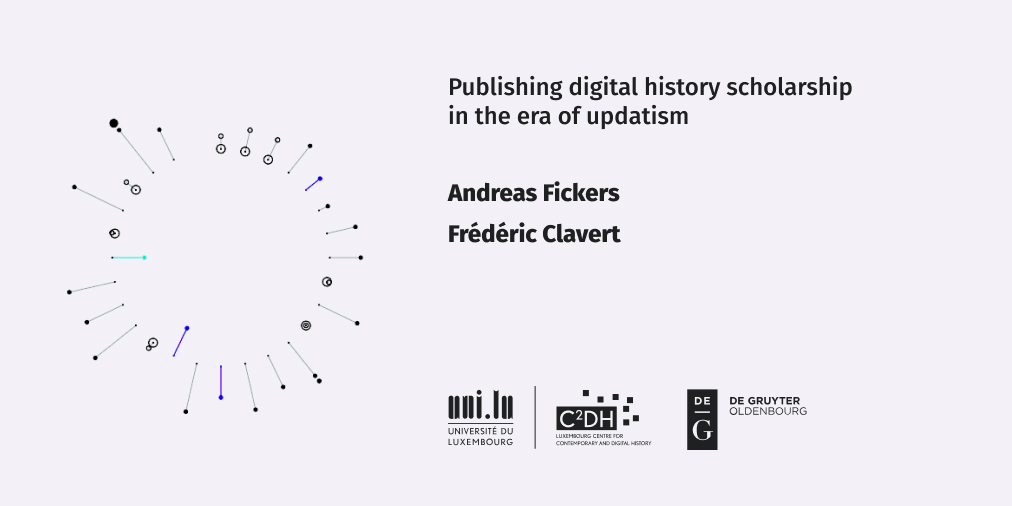 Publishing digital history scholarship
in the era of updatism
Andreas Fickers
Frédéric Clavert
uni.lu
UNIVERSITÉ DU
LUXEMBOURG
C²DH
LUXEMBOURG CENTRE FOR
CONTEMPORARY AND DIGITAL HISTORY
DE
G
DE GRUYTER
OLDENBOURG